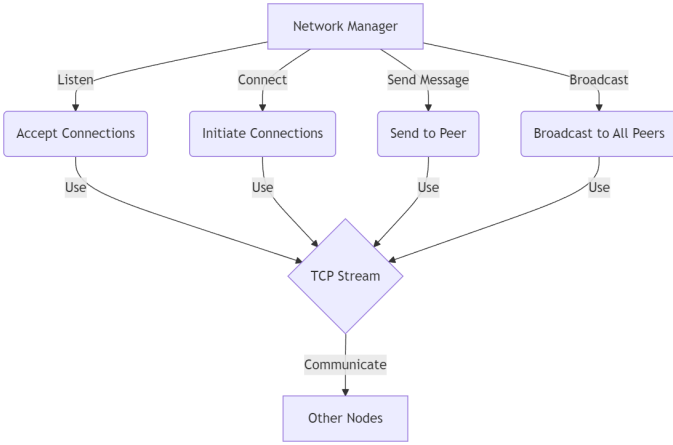 Network Manager
Listen
Connect
Send Message
Broadcast
Accept Connections
Initiate Connections
Send to Peer
Broadcast to All Peers
Use
Use
Use
Use
TCP Stream
Communicate
Other Nodes